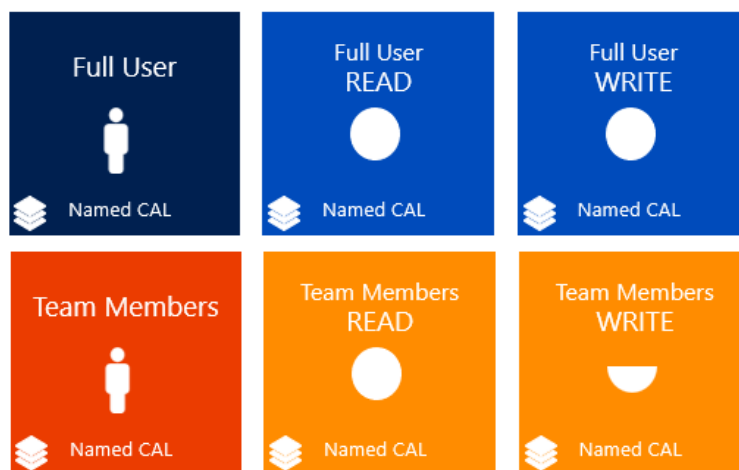 Full User
Named CAL
Full User
READ
Named CAL
Full User
WRITE
Named CAL
Team Members
Named CAL
Team Members
READ
Named CAL
Team Members
WRITE
Named CAL